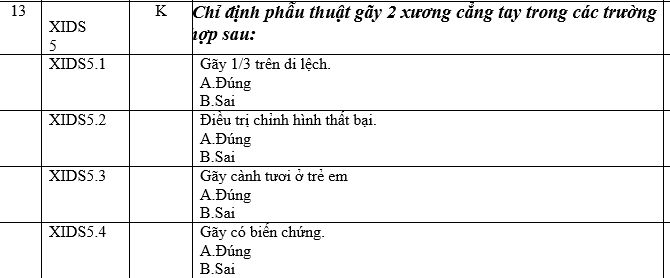 13 XIDS 5 K Chỉ định phẫu thuật gãy 2 xương cẳng tay trong các trường
ợp sau:
XIDS5.1 Gãy 1/3 trên di lệch.
A.Đúng
B.Sai
XIDS5.2 Điều trị chỉnh hình thất bại.
A.Đúng
B.Sai
XIDS5.3 Gãy cành tươi ở trẻ em
A.Đúng
B.Sai
XIDS5.4 Gãy có biến chứng.
A.Đúng
B.Sai